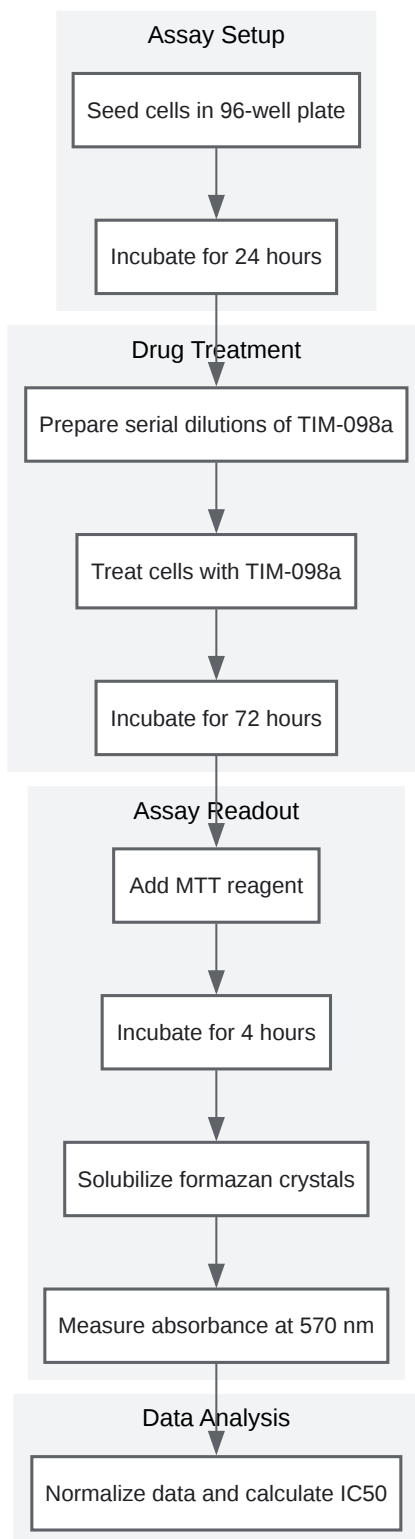 Assay Setup
Seed cells in 96-well plate
Incubate for 24 hours
Drug Treatment
Prepare serial dilutions of TIM-098a
Treat cells with TIM-098a
Incubate for 72 hours
Assay Readout
Add MTT reagent
Incubate for 4 hours
Solubilize formazan crystals
Measure absorbance at 570 nm
Data Analysis
Normalize data and calculate IC50